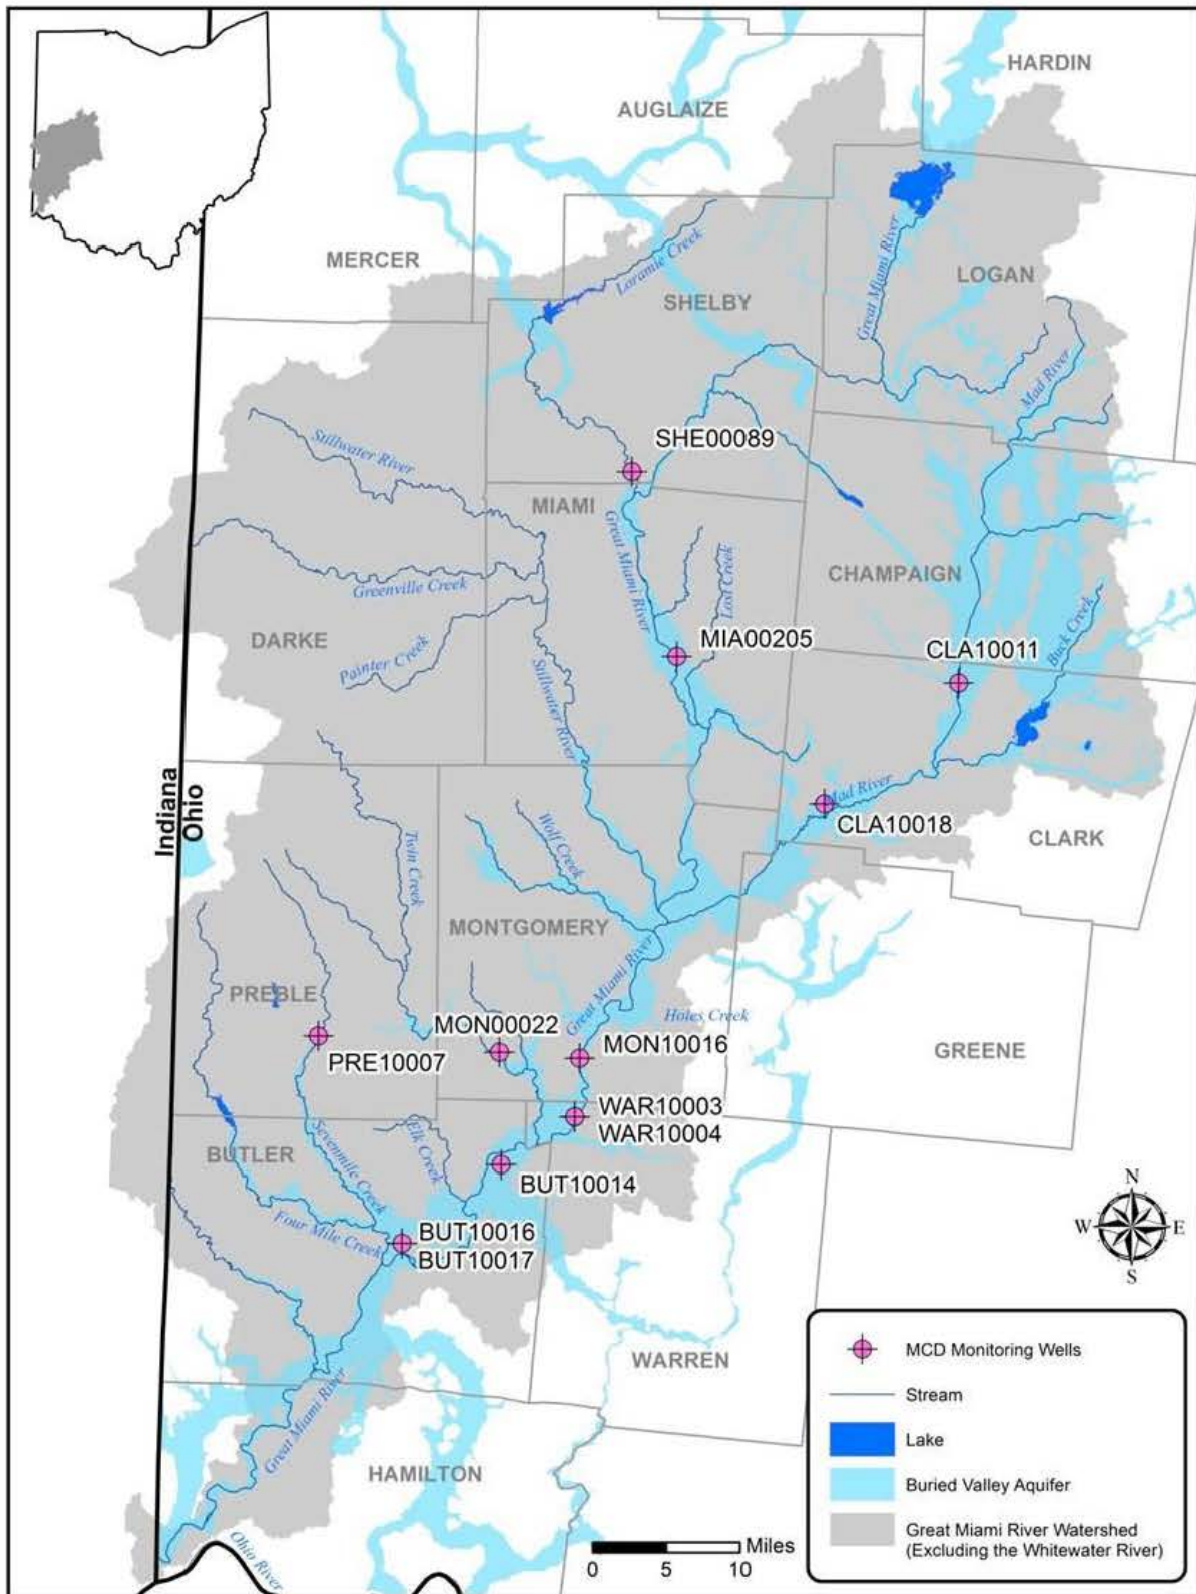 HARDIN
AUGLAIZE
MERCER
Loramie Creek
SHELBY
Great Miami River
LOGAN
Mad River
SHE00089
Stillwater River
MIAMI
Great Miami River
Lost Creek
CHAMPAIGN
Greenville Creek
DARKE
Painter Creek
MIA00205
CLA10011
Buck Creek
Stillwater River
Indiana
Ohio
Mad River
CLA10018
CLARK
Twin Creek
Wolf Creek
MONTGOMERY
Great Miami River
PREBLE
Holes Creek
MON00022
MON10016
GREENE
PRE10007
WAR10003
WAR10004
Sevenmile Creek
Elk Creek
BUTLER
BUT10014
Four Mile Creek
BUT10016
BUT10017
N
W
E
S
WARREN
Great Miami River
HAMILTON
Ohio River
0 5 10 Miles
MCD Monitoring Wells
Stream
Lake
Buried Valley Aquifer
Great Miami River Watershed
(Excluding the Whitewater River)